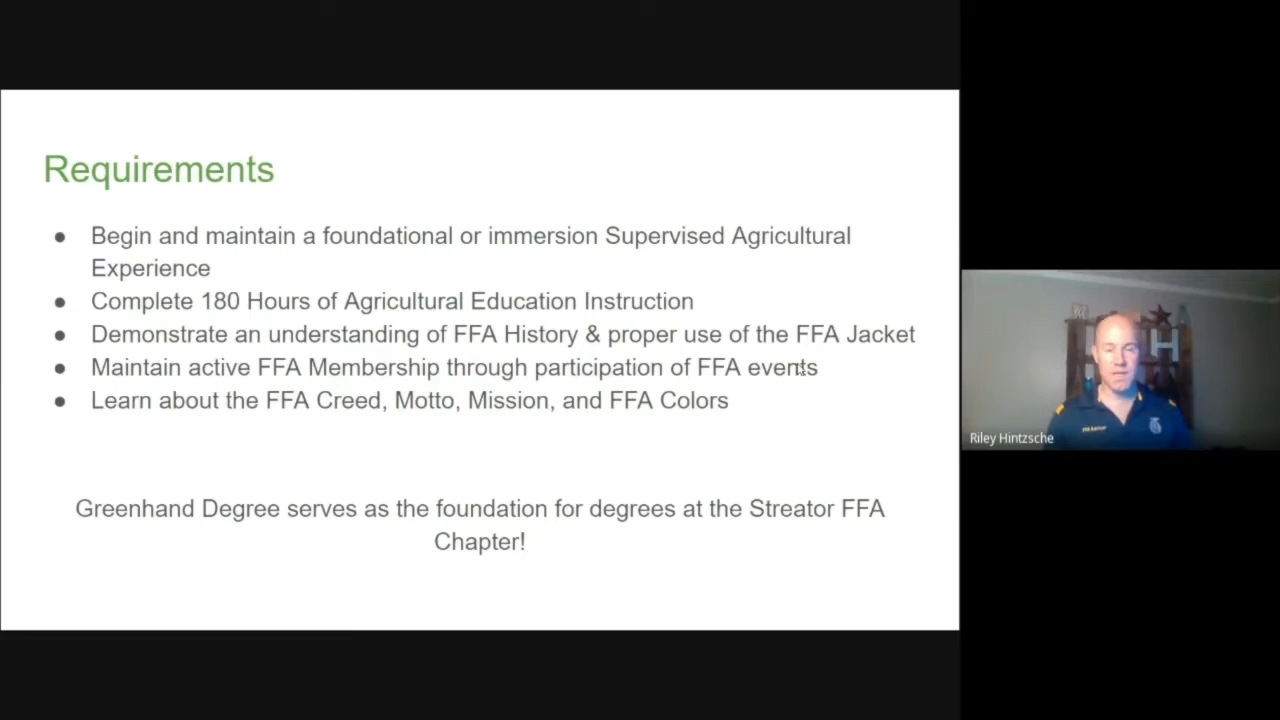 Requirements
● Begin and maintain a foundational or immersion Supervised Agricultural
Experience
● Complete 180 Hours of Agricultural Education Instruction
● Demonstrate an understanding of FFA History & proper use of the FFA Jacket
● Maintain active FFA Membership through participation of FFA events
● Learn about the FFA Creed, Motto, Mission, and FFA Colors
Greenhand Degree serves as the foundation for degrees at the Streator FFA
Chapter!
H
Riley Hintzsche